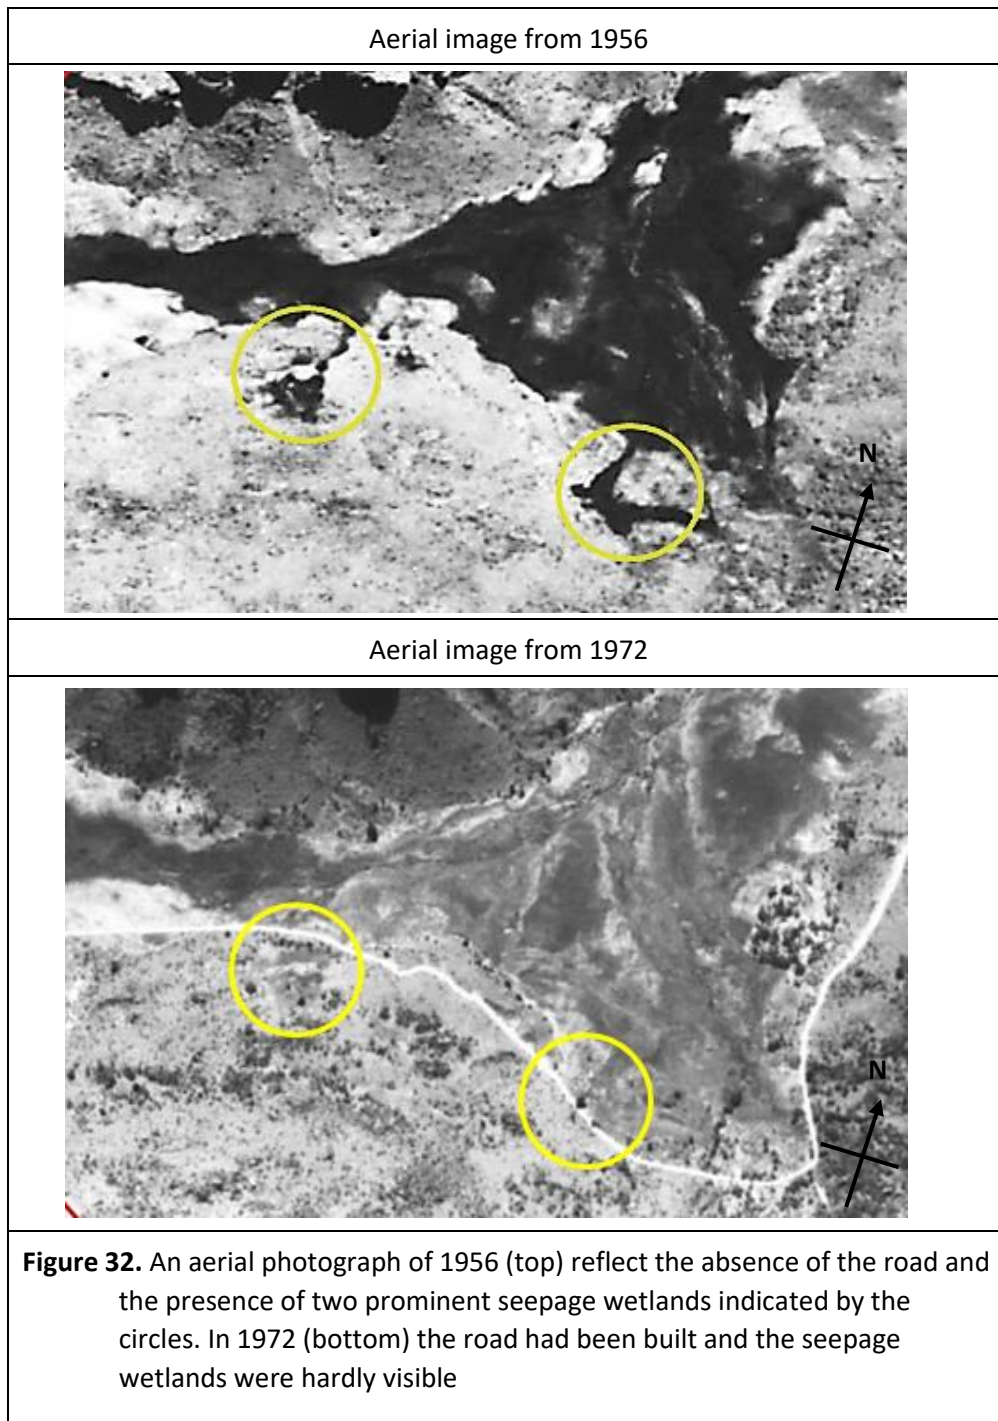 Aerial image from 1956
N
Aerial image from 1972
N
Figure 32. An aerial photograph of 1956 (top) reflect the absence of the road and
the presence of two prominent seepage wetlands indicated by the
circles. In 1972 (bottom) the road had been built and the seepage
wetlands were hardly visible